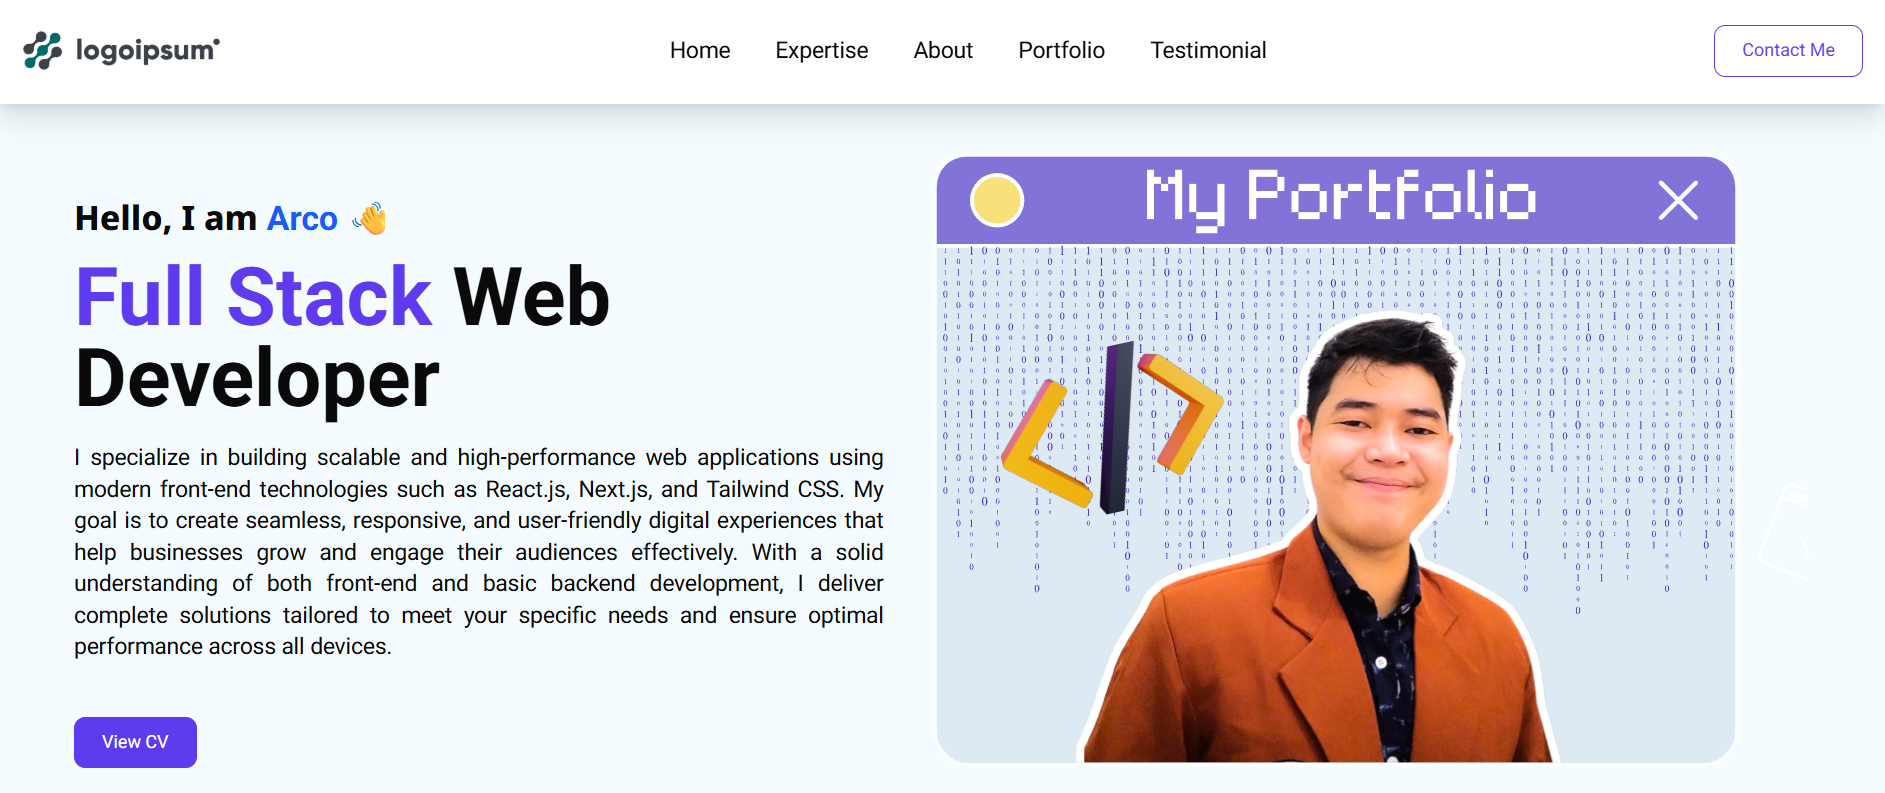 logoipsum
Home Expertise About Portfolio Testimonial
Contact Me
Hello, I am Arco 👋
Full Stack Web
Developer
I specialize in building scalable and high-performance web applications using
modern front-end technologies such as React.js, Next.js, and Tailwind CSS. My
goal is to create seamless, responsive, and user-friendly digital experiences that
help businesses grow and engage their audiences effectively. With a solid
understanding of both front-end and basic backend development, I deliver
complete solutions tailored to meet your specific needs and ensure optimal
performance across all devices.
View CV
My Portfolio